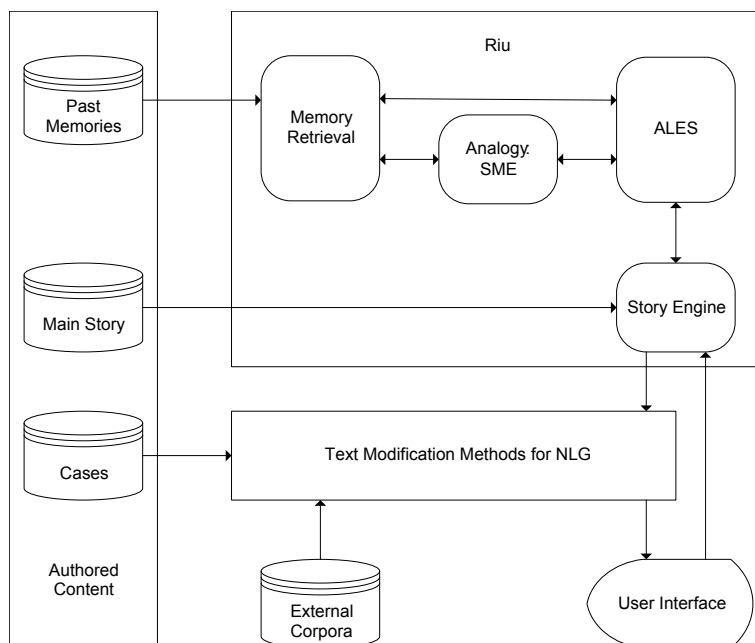 Riu
Past
Memories
Memory
Retrieval
Analogy:
SME
ALES
Main Story
Story Engine
Cases
Text Modification Methods for NLG
Authored
Content
External
Corpora
User Interface